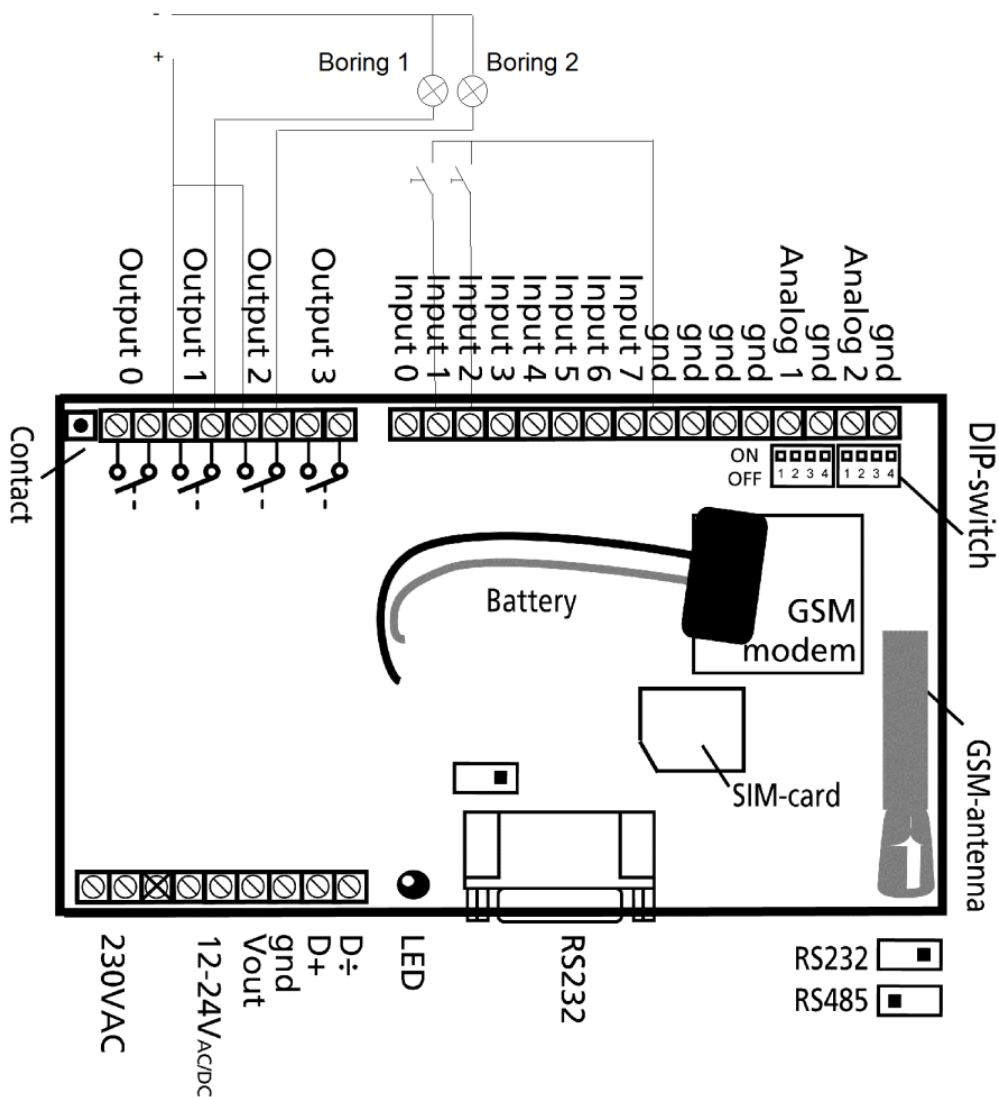 -
+
Boring 1
Boring 2
Output 0
Output 1
Output 2
Output 3
Input 0
Input 1
Input 2
Input 3
Input 4
Input 5
Input 6
Input 7
gnd
gnd
gnd
gnd
Analog 1
gnd
Analog 2
gnd
Contact
ON
OFF
1 2 3 4
1 2 3 4
DIP-switch
Battery
GSM
modem
SIM-card
GSM-antenna
230VAC
12-24VAC/DC
Vout
gnd
D+
D÷
LED
RS232
RS232
RS485